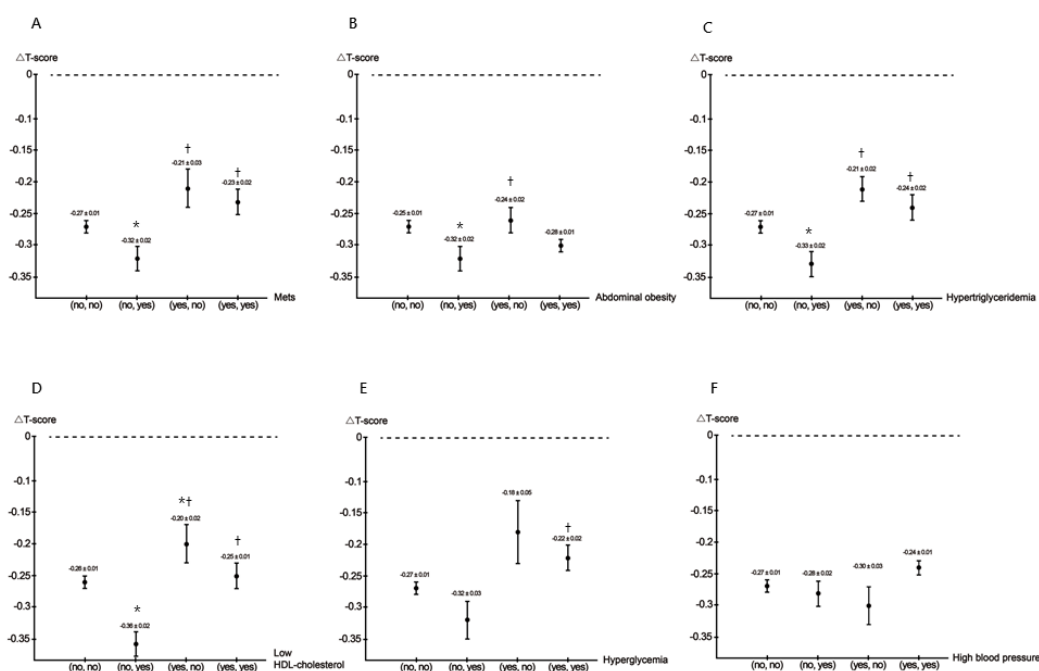 A
△T-score
0
-0.1
-0.15
-0.2
-0.25
-0.3
-0.35
-0.27 ± 0.01
*
-0.32 ± 0.02
†
-0.21 ± 0.03
†
-0.23 ± 0.02
(no, no) (no, yes) (yes, no) (yes, yes)
Mets
B
△T-score
0
-0.1
-0.15
-0.2
-0.25
-0.3
-0.35
-0.25 ± 0.01
*
-0.32 ± 0.02
†
-0.24 ± 0.02
-0.28 ± 0.01
(no, no) (no, yes) (yes, no) (yes, yes)
Abdominal obesity
C
△T-score
0
-0.1
-0.15
-0.2
-0.25
-0.3
-0.35
-0.27 ± 0.01
*
-0.33 ± 0.02
†
-0.21 ± 0.02
†
-0.24 ± 0.02
(no, no) (no, yes) (yes, no) (yes, yes)
Hypertriglyceridemia
D
△T-score
0
-0.1
-0.15
-0.2
-0.25
-0.3
-0.35
-0.28 ± 0.01
*
-0.36 ± 0.02
*†
-0.20 ± 0.02
†
-0.25 ± 0.01
(no, no) (no, yes) (yes, no) (yes, yes)
Low
HDL-cholesterol
E
△T-score
0
-0.1
-0.15
-0.2
-0.25
-0.3
-0.35
-0.27 ± 0.01
-0.32 ± 0.03
-0.18 ± 0.05
†
-0.22 ± 0.02
(no, no) (no, yes) (yes, no) (yes, yes)
Hyperglycemia
F
△T-score
0
-0.1
-0.15
-0.2
-0.25
-0.3
-0.35
-0.27 ± 0.01
-0.28 ± 0.02
-0.30 ± 0.03
-0.24 ± 0.01
(no, no) (no, yes) (yes, no) (yes, yes)
High blood pressure